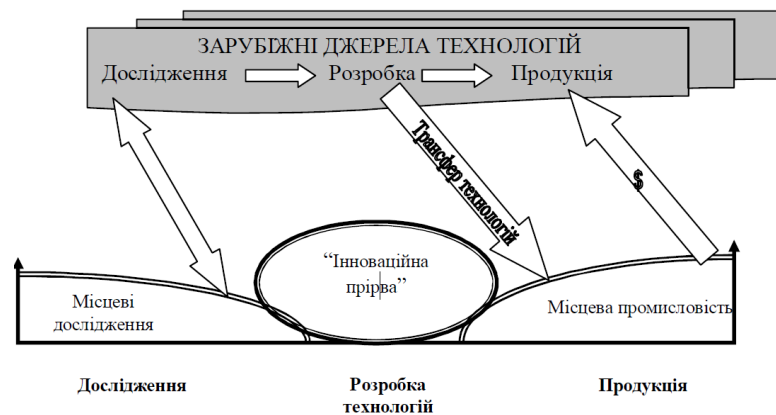 ЗАРУБІЖНІ ДЖЕРЕЛА ТЕХНОЛОГІЙ
Дослідження Розробка Продукція
Трансфер технологій
$
“Інноваційна
прірва”
Місцеві
дослідження
Місцева промисловість
Дослідження Розробка Продукція
технологій